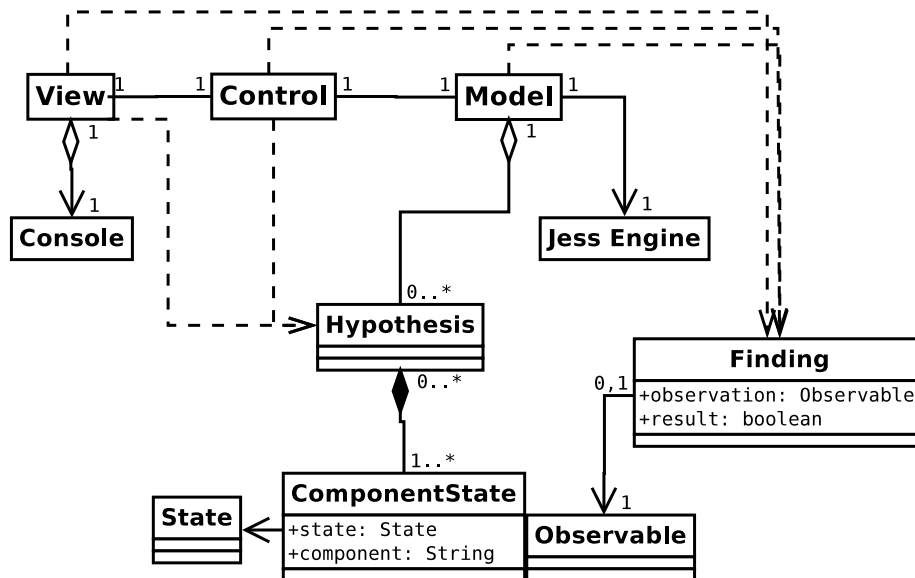 View
1
1
Control
1
1
Model
1
1
1
1
1
Console
Jess Engine
0..*
Hypothesis
0..*
Finding
+observation: Observable
+result: boolean
0,1
1..*
ComponentState
+state: State
+component: String
State
1
Observable